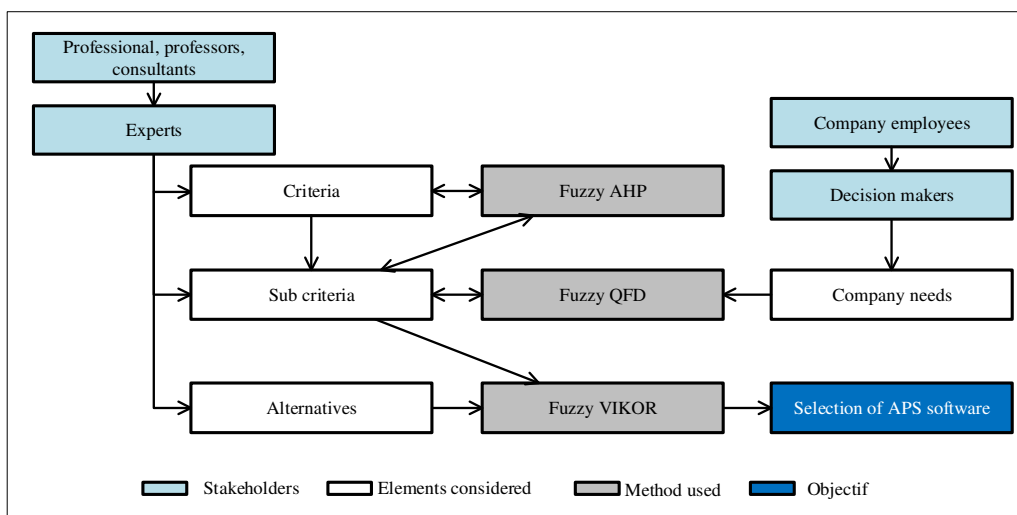 Professional, professors,
consultants
Experts
Company employees
Criteria
Fuzzy AHP
Decision makers
Sub criteria
Fuzzy QFD
Company needs
Alternatives
Fuzzy VIKOR
Selection of APS software
Stakeholders
Elements considered
Method used
Objectif